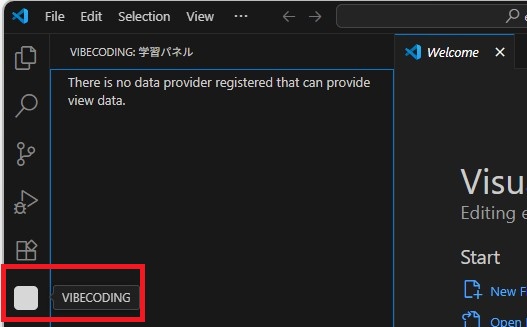 File Edit Selection View ···
VIBECODING: 学習パネル
Welcome
There is no data provider registered that can provide
view data.
Editing
Start
New F
Open
VIBECODING